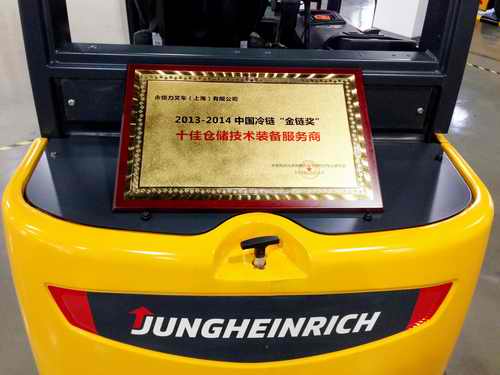 永恒力叉车（上海）有限公司
2013-2014 中国冷链“金链奖”
十佳仓储技术装备服务商
JUNGHEINRICH